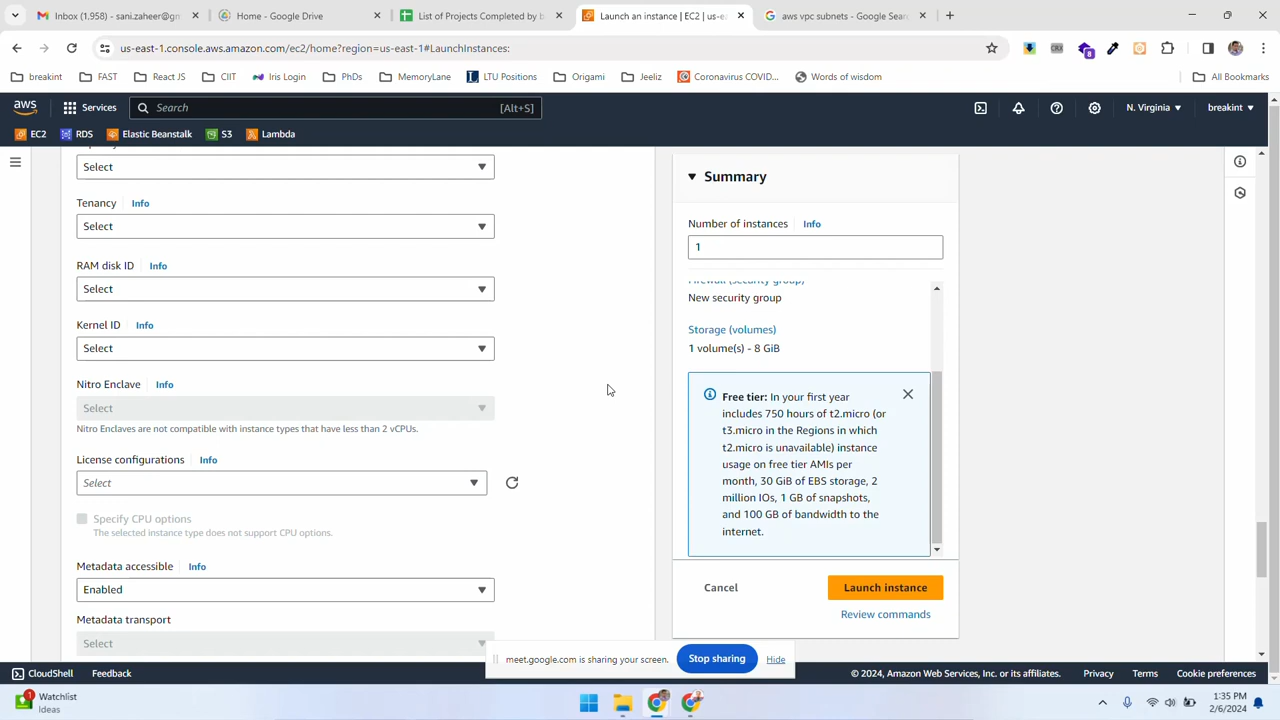 Inbox (1,958) - sani.zaheer@gm
Home - Google Drive
List of Projects Completed by b
Launch an instance | EC2 | us-ea
aws vpc subnets - Google Sear
us-east-1.console.aws.amazon.com/ec2/home?region=us-east-1#LaunchInstances:
CRX
8
breakint
FAST
React JS
CIIT
Iris Login
PhDs
MemoryLane
LTU Positions
Origami
Jeeliz
Coronavirus COVID...
Words of wisdom
All Bookmarks
aws
Services
Search
[Alt+S]
N. Virginia
breakint
EC2
RDS
Elastic Beanstalk
S3
Lambda
Select
Tenancy Info
Select
RAM disk ID Info
Select
Kernel ID Info
Select
Nitro Enclave Info
Select
Nitro Enclaves are not compatible with instance types that have less than 2 vCPUs.
License configurations Info
Select
Specify CPU options
The selected instance type does not support CPU options.
Metadata accessible Info
Enabled
Metadata transport
Select
Summary
Number of instances Info
1
Firewall (security group)
New security group
Storage (volumes)
1 volume(s) - 8 GiB
Free tier: In your first year
includes 750 hours of t2.micro (or
t3.micro in the Regions in which
t2.micro is unavailable) instance
usage on free tier AMIs per
month, 30 GiB of EBS storage, 2
million IOs, 1 GB of snapshots,
and 100 GB of bandwidth to the
internet.
Cancel
Launch instance
Review commands
meet.google.com is sharing your screen.
Stop sharing
Hide
CloudShell
Feedback
© 2024, Amazon Web Services, Inc. or its affiliates.
Privacy
Terms
Cookie preferences
1
Watchlist
Ideas
1:35 PM
2/6/2024